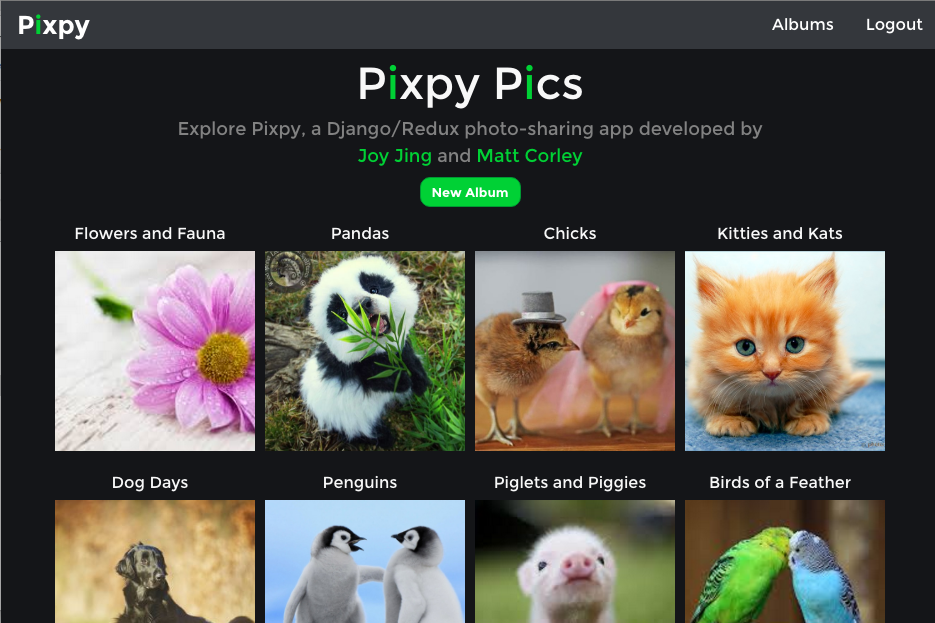 Pixpy
Albums Logout
Pixpy Pics
Explore Pixpy, a Django/Redux photo-sharing app developed by
Joy Jing and Matt Corley
New Album
Flowers and Fauna Pandas Chicks Kitties and Kats
Dog Days Penguins Piglets and Piggies Birds of a Feather